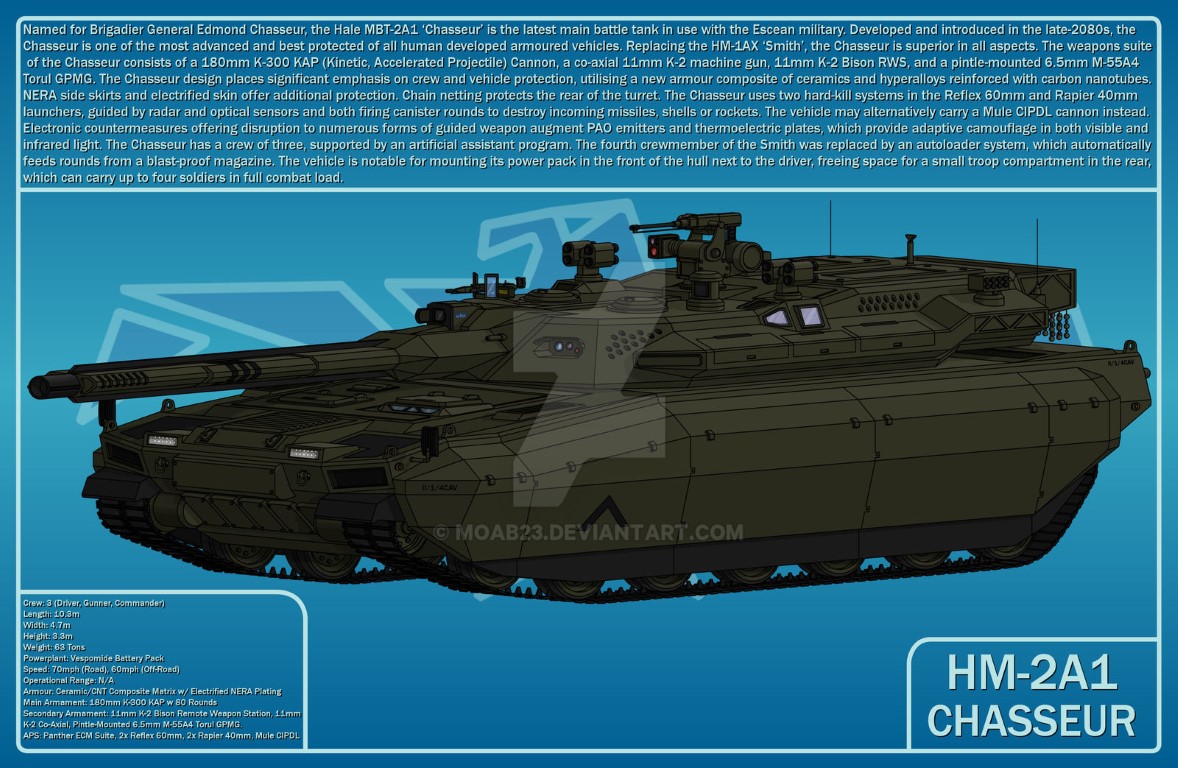 Named for Brigadier General Edmond Chasseur, the Hale MBT-2A1 ‘Chasseur’ is the latest main battle tank in use with the Escean military. Developed and introduced in the late-2080s, the
Chasseur is one of the most advanced and best protected of all human developed armoured vehicles. Replacing the HM-1AX ‘Smith’, the Chasseur is superior in all aspects. The weapons suite
of the Chasseur consists of a 180mm K-300 KAP (Kinetic, Accelerated Projectile) Cannon, a co-axial 11mm K-2 machine gun, 11mm K-2 Bison RWS, and a pintle-mounted 6.5mm M-55A4
Torul GPMG. The Chasseur design places significant emphasis on crew and vehicle protection, utilising a new armour composite of ceramics and hyperalloys reinforced with carbon nanotubes.
NERA side skirts and electrified skin offer additional protection. Chain netting protects the rear of the turret. The Chasseur uses two hard-kill systems in the Reflex 60mm and Rapier 40mm
launchers, guided by radar and optical sensors and both firing canister rounds to destroy incoming missiles, shells or rockets. The vehicle may alternatively carry a Mule CIPDL cannon instead.
Electronic countermeasures offering disruption to numerous forms of guided weapon augment PAO emitters and thermoelectric plates, which provide adaptive camouflage in both visible and
infrared light. The Chasseur has a crew of three, supported by an artificial assistant program. The fourth crewmember of the Smith was replaced by an autoloader system, which automatically
feeds rounds from a blast-proof magazine. The vehicle is notable for mounting its power pack in the front of the hull next to the driver, freeing space for a small troop compartment in the rear,
which can carry up to four soldiers in full combat load.
II/1/4CAV
II/1/4CAV
© MOAB23.DEVIANTART.COM
Crew: 3 (Driver, Gunner, Commander)
Length: 10.3m
Width: 4.7m
Height: 3.3m
Weight: 63 Tons
Powerplant: Vespomide Battery Pack
Speed: 70mph (Road), 60mph (Off-Road)
Operational Range: N/A
Armour: Ceramic/CNT Composite Matrix w/ Electrified NERA Plating
Main Armament: 180mm K-300 KAP w 80 Rounds
Secondary Armament: 11mm K-2 Bison Remote Weapon Station, 11mm
K-2 Co-Axial, Pintle-Mounted 6.5mm M-55A4 Torul GPMG
APS: Panther ECM Suite, 2x Reflex 60mm, 2x Rapier 40mm, Mule CIPDL
HM-2A1
CHASSEUR